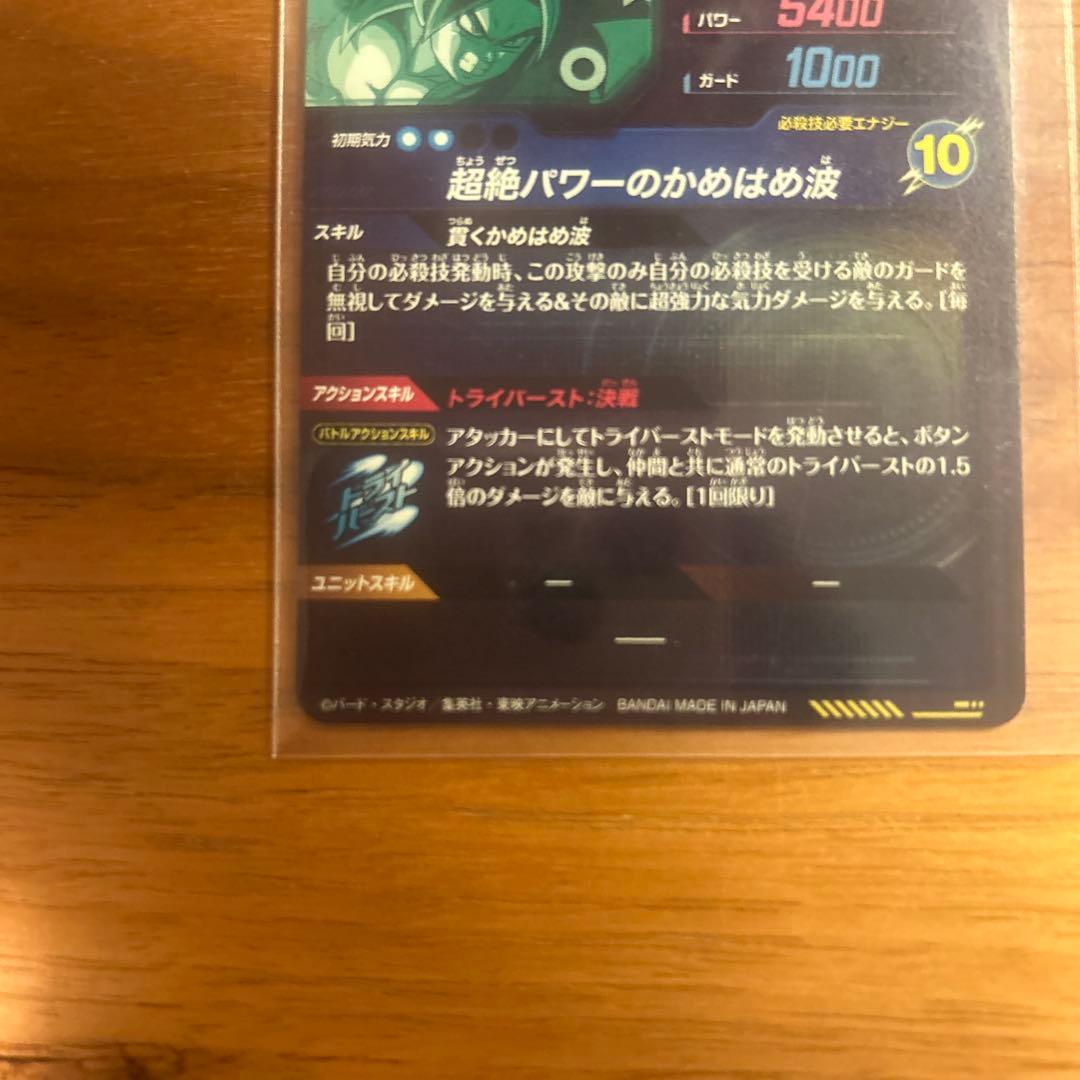 パワー 5400
ガード 1000
初期気力
必殺技必要エナジー
10
ちょう ぜつ は
超絶パワーのかめはめ波
つらぬ は
スキル 貫くかめはめ波
自分の必殺技発動時、この攻撃のみ自分の必殺技を受ける敵のガードを
無視してダメージを与える&その敵に超強力な気力ダメージを与える。[毎
回]
アクションスキル トライバースト:決戦
バトルアクションスキル
アタッカーにしてトライバーストモードを発動させると、ボタン
アクションが発生し、仲間と共に通常のトライバーストの1.5
倍のダメージを敵に与える。[1回限り]
トライ
バースト
ユニットスキル — —
—
©バード・スタジオ/集英社・東映アニメーション BANDAI MADE IN JAPAN